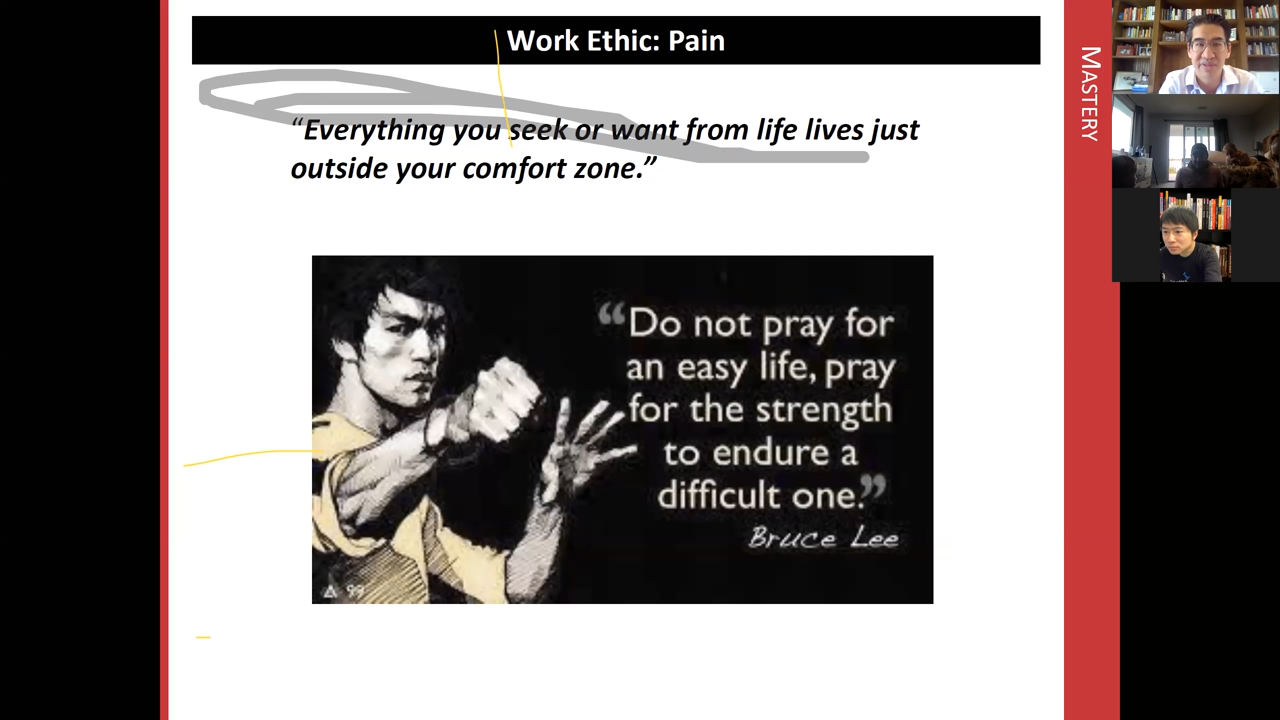 Work Ethic: Pain
MASTERY
“Everything you seek or want from life lives just
outside your comfort zone.”
“Do not pray for
an easy life, pray
for the strength
to endure a
difficult one.”
Bruce Lee
99